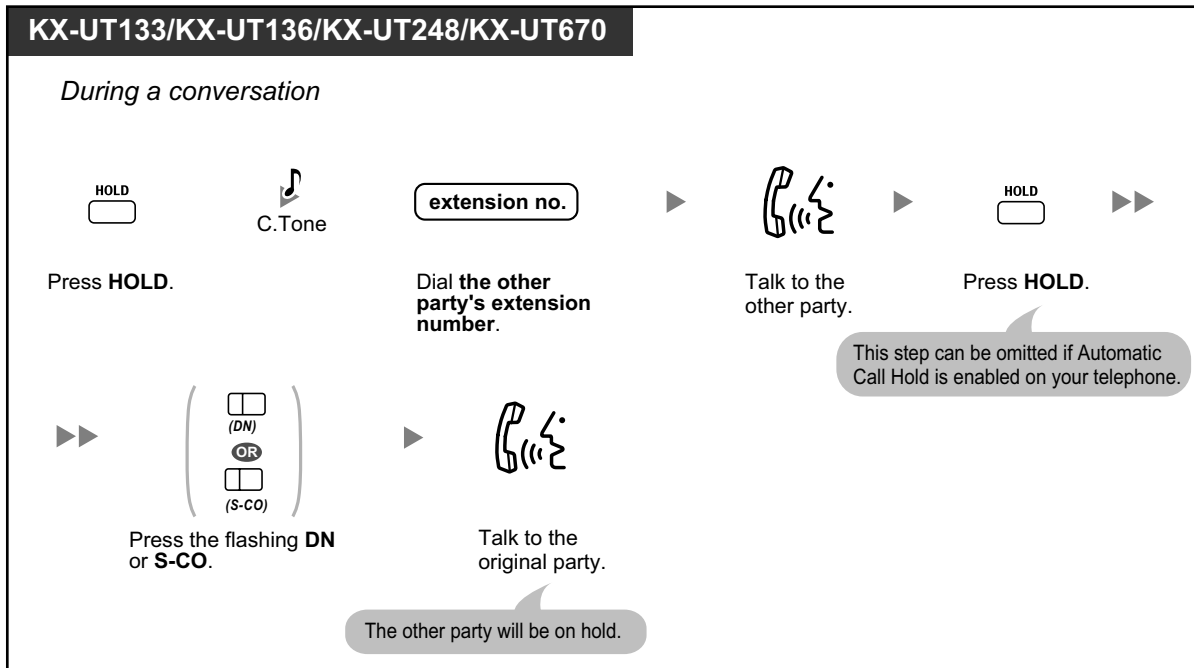 KX-UT133/KX-UT136/KX-UT248/KX-UT670
During a conversation
HOLD
C.Tone
extension no.
HOLD
Press HOLD.
Dial the other
party's extension
number.
Talk to the
other party.
Press HOLD.
This step can be omitted if Automatic
Call Hold is enabled on your telephone.
(DN)
OR
(S-CO)
Press the flashing DN
or S-CO.
Talk to the
original party.
The other party will be on hold.